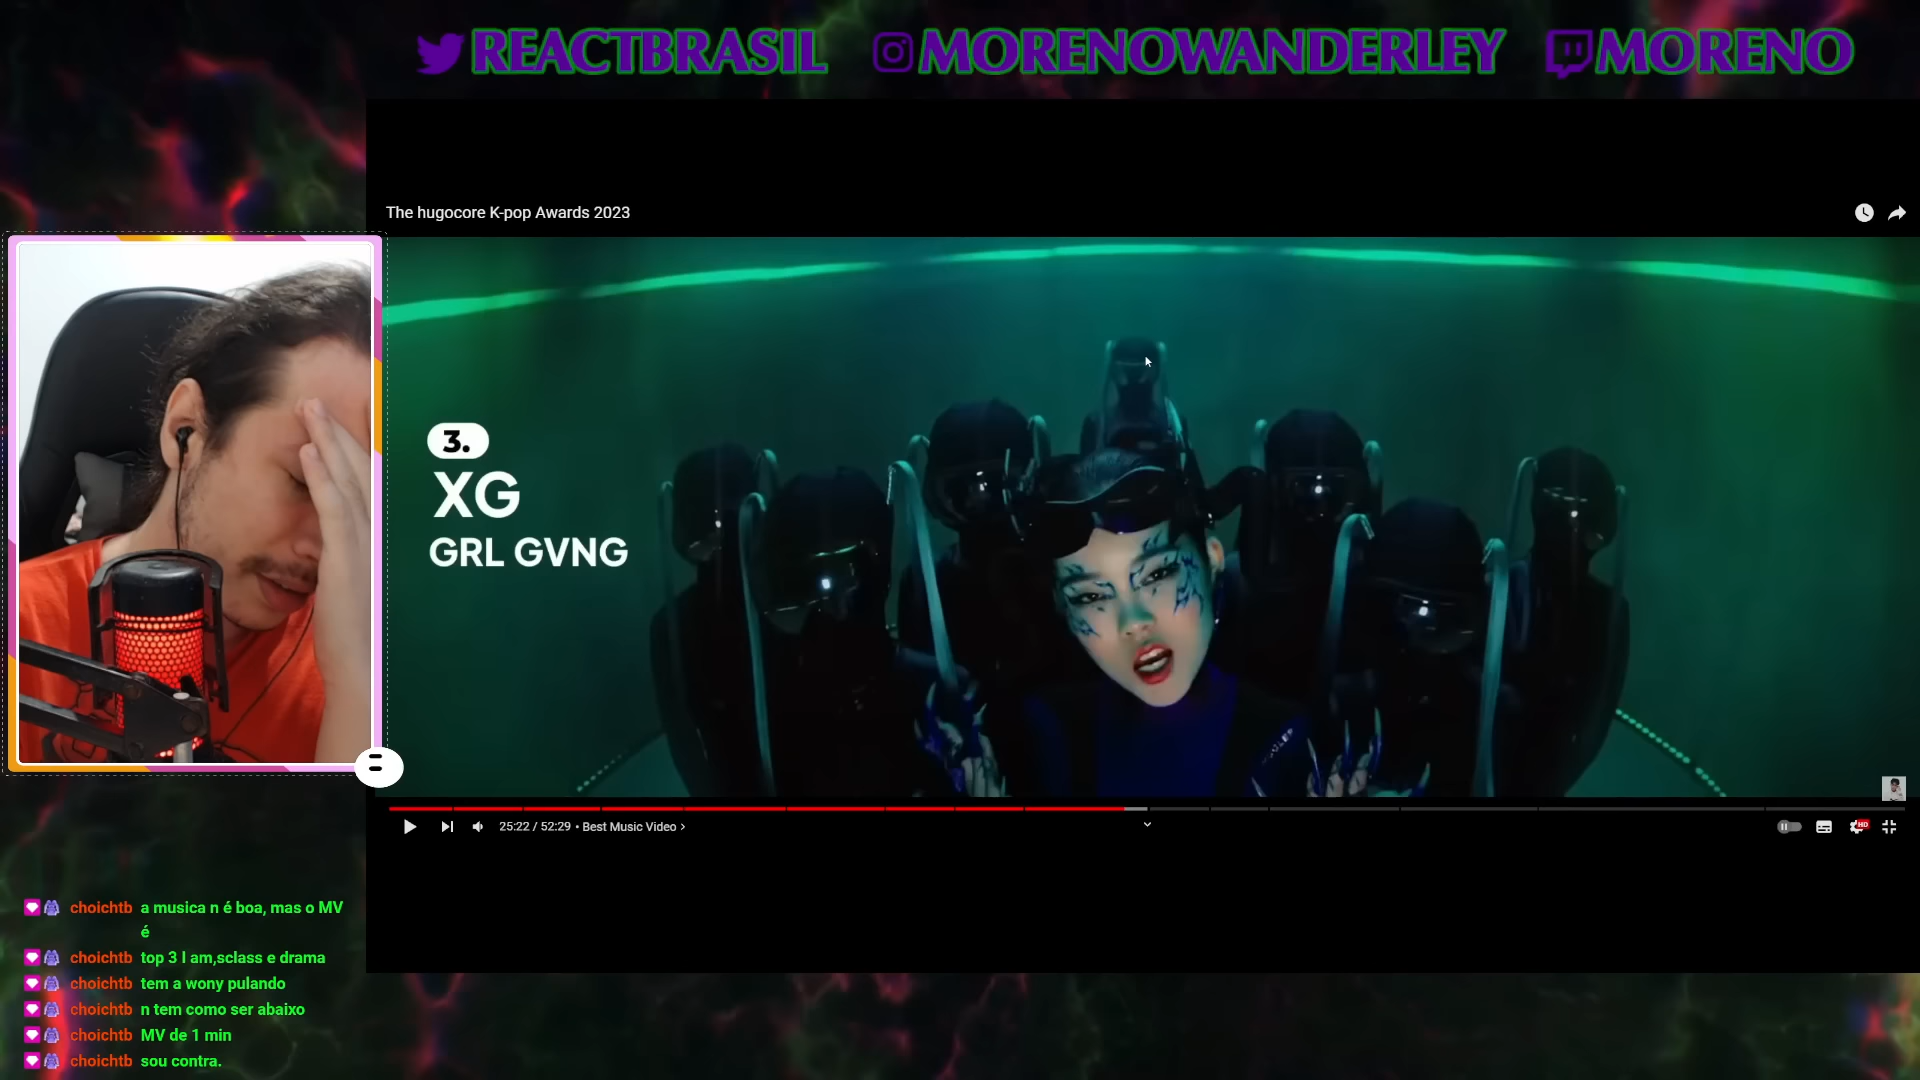 REACTBRASIL MORENOWANDERLEY MORENO
The hugocore K-pop Awards 2023
3.
XG
GRL GVNG
25:22 / 52:29 • Best Music Video
HD
choichtb a musica n é boa, mas o MV
é
choichtb top 3 I am,sclass e drama
choichtb tem a wony pulando
choichtb n tem como ser abaixo
choichtb MV de 1 min
choichtb sou contra.